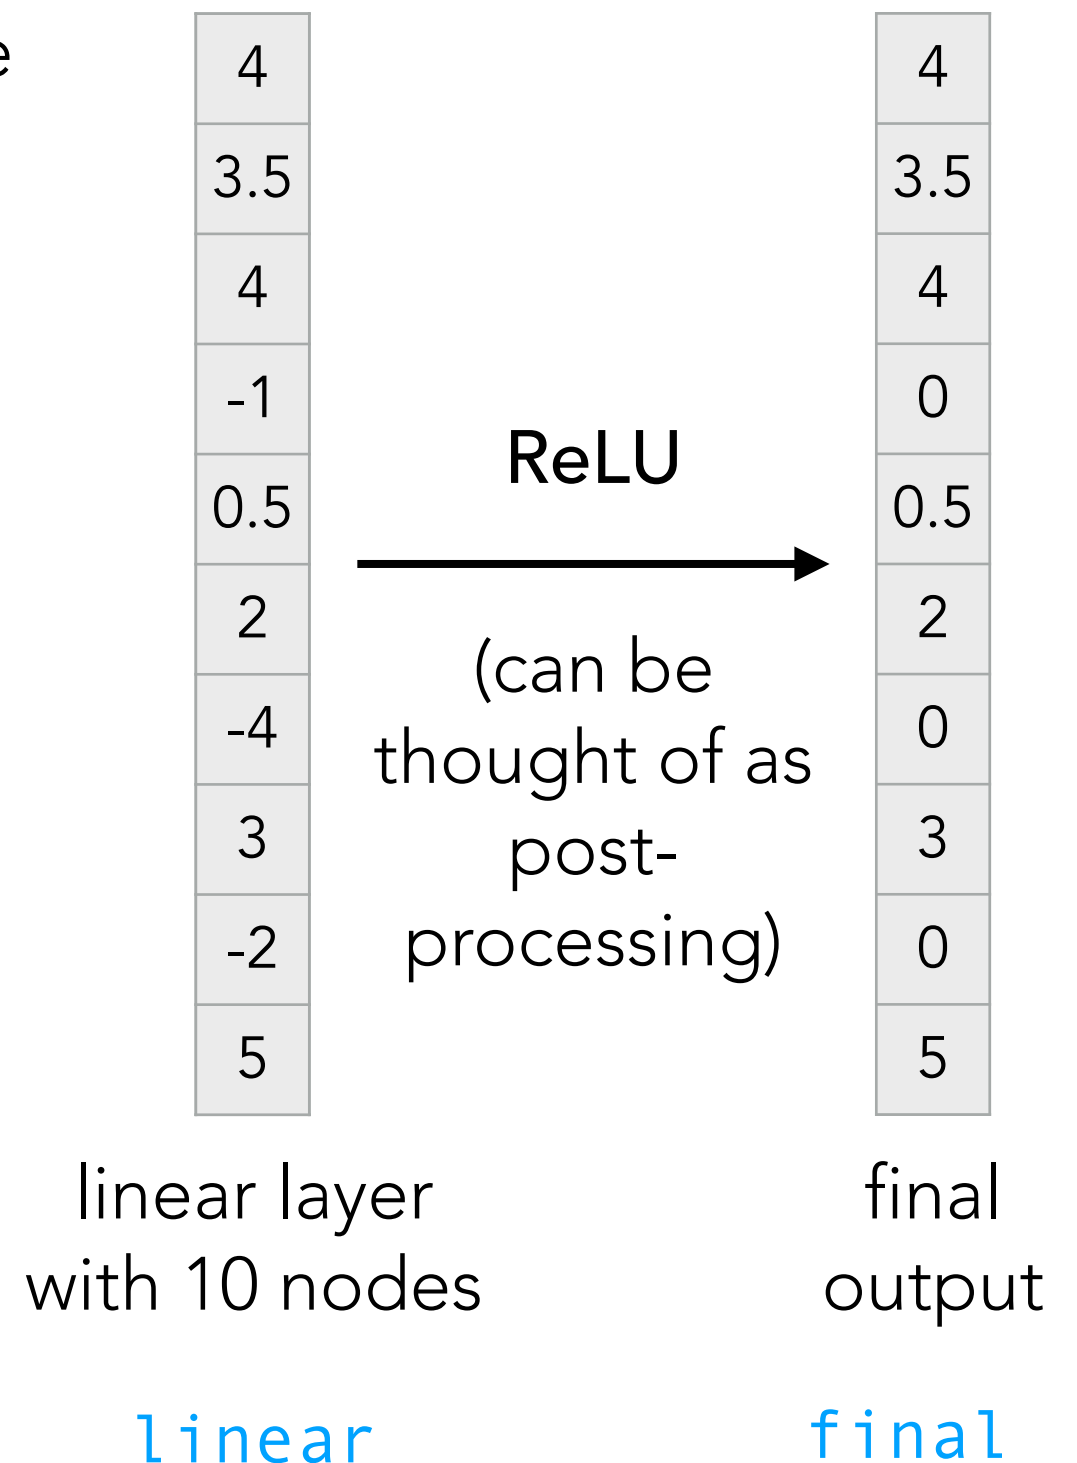 e
4
3.5
4
-1
0.5
2
-4
3
-2
5
linear layer
with 10 nodes
linear
ReLU
(can be
thought of as
post-
processing)
4
3.5
4
0
0.5
2
0
3
0
5
final
output
final